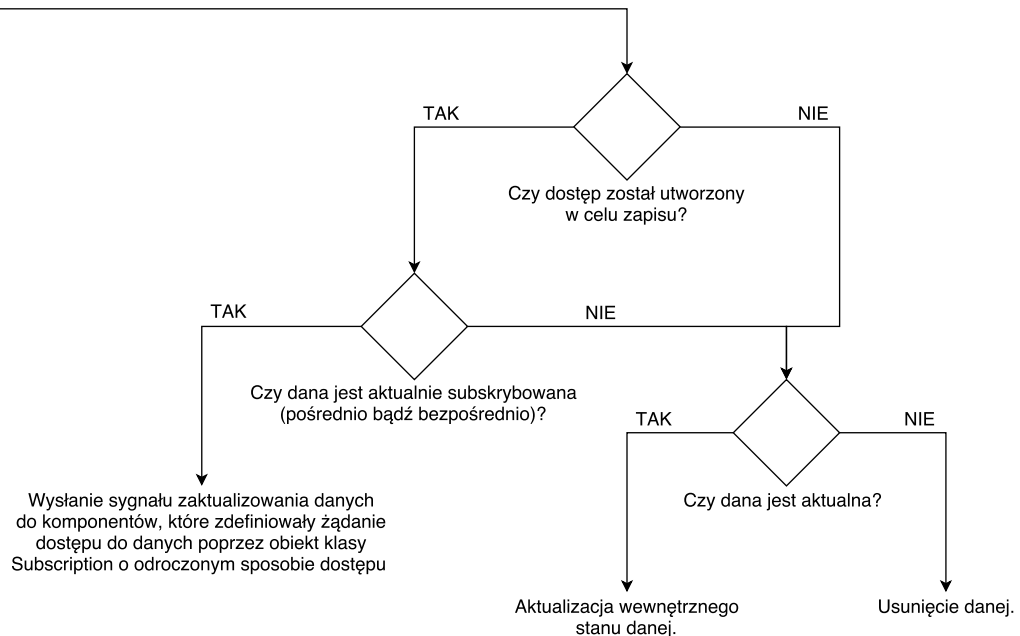 TAK
NIE
Czy dostęp został utworzony
w celu zapisu?
TAK
NIE
Czy dana jest aktualnie subskrybowana
(pośrednio bądź bezpośrednio)?
TAK
NIE
Czy dana jest aktualna?
Wysłanie sygnału zaktualizowania danych
do komponentów, które zdefiniowały żądanie
dostępu do danych poprzez obiekt klasy
Subscription o odroczonym sposobie dostępu
Aktualizacja wewnętrznego
stanu danej.
Usunięcie danej.